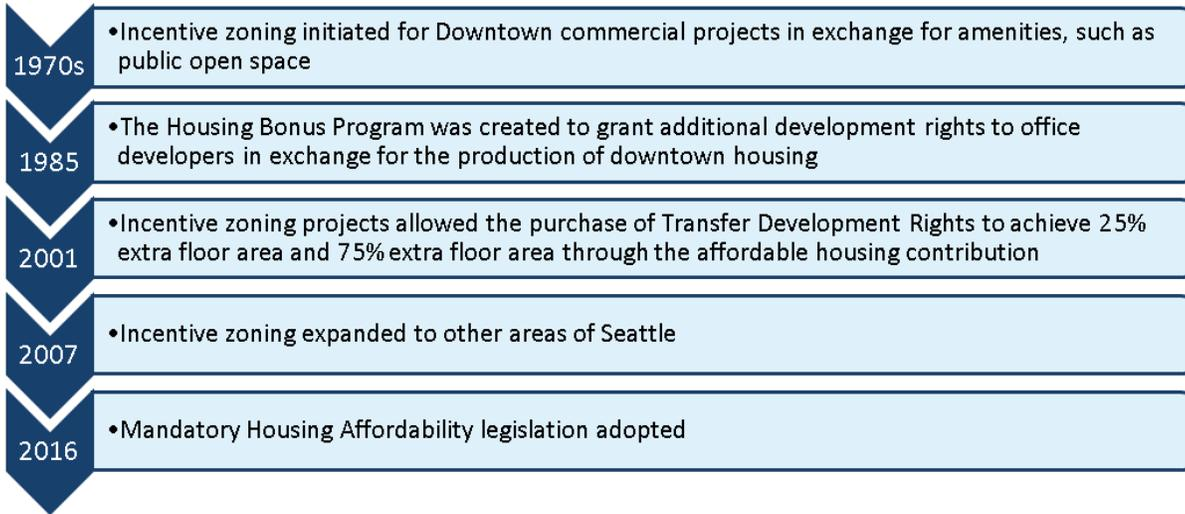 1970s
•Incentive zoning initiated for Downtown commercial projects in exchange for amenities, such as
public open space
1985
•The Housing Bonus Program was created to grant additional development rights to office
developers in exchange for the production of downtown housing
2001
•Incentive zoning projects allowed the purchase of Transfer Development Rights to achieve 25%
extra floor area and 75% extra floor area through the affordable housing contribution
2007
•Incentive zoning expanded to other areas of Seattle
2016
•Mandatory Housing Affordability legislation adopted